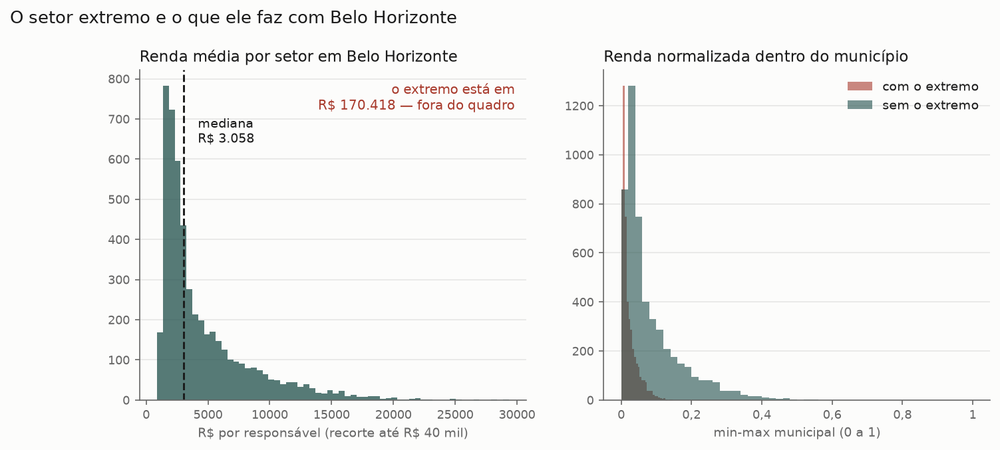 O setor extremo e o que ele faz com Belo Horizonte
Renda média por setor em Belo Horizonte
800
700
600
500
400
300
200
100
0
o extremo está em
R$ 170.418 — fora do quadro
mediana
R$ 3.058
0
5000
10000
15000
20000
25000
30000
R$ por responsável (recorte até R$ 40 mil)
Renda normalizada dentro do município
1200
1000
800
600
400
200
0
com o extremo
sem o extremo
0
0,2
0,4
0,6
0,8
1
min-max municipal (0 a 1)